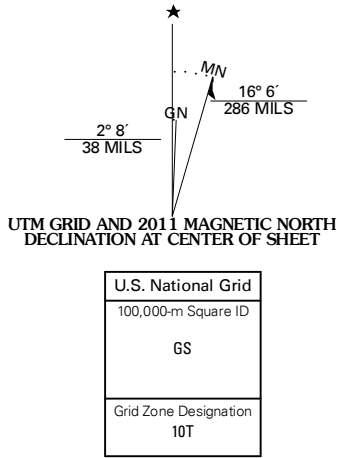 ★
MN
GN
16° 6´
286 MILS
2° 8´
38 MILS
UTM GRID AND 2011 MAGNETIC NORTH
DECLINATION AT CENTER OF SHEET
U.S. National Grid
100,000-m Square ID
GS
Grid Zone Designation
10T